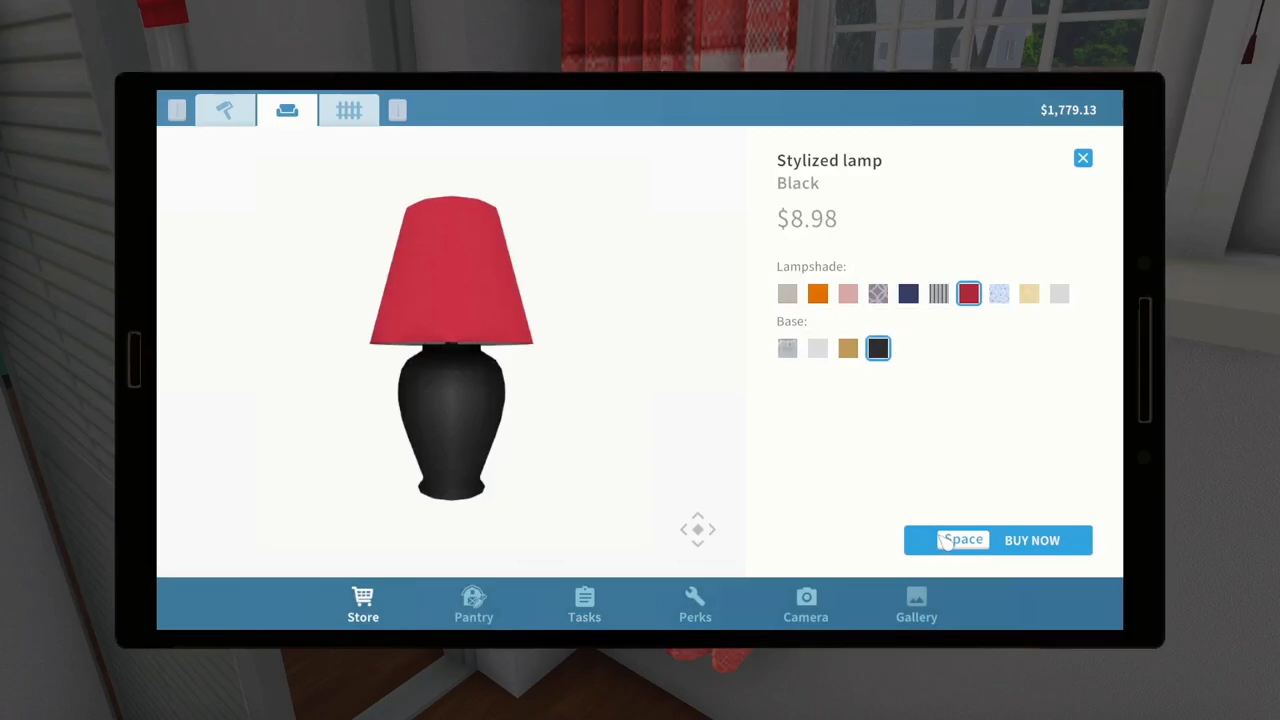 $1,779.13
Stylized lamp
Black
$8.98
Lampshade:
Base:
Space BUY NOW
Store Pantry Tasks Perks Camera Gallery